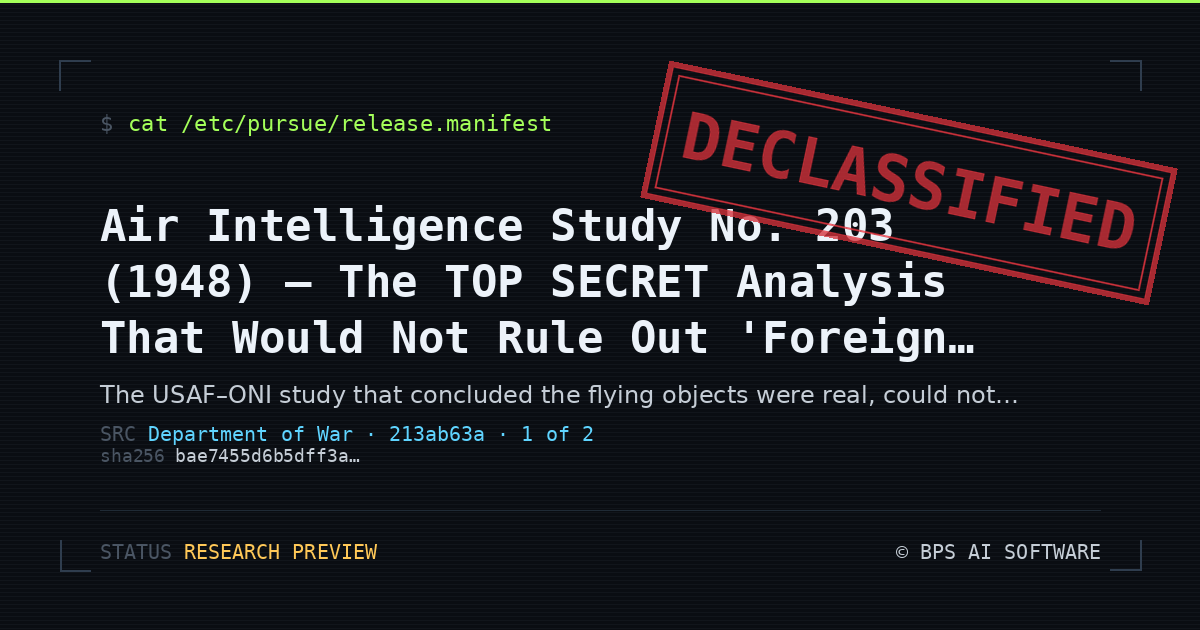 $ cat /etc/pursue/release.manifest
DECLASSIFIED
Air Intelligence Study No. 203
(1948) — The TOP SECRET Analysis
That Would Not Rule Out 'Foreign…
The USAF–ONI study that concluded the flying objects were real, could not…
SRC Department of War · 213ab63a · 1 of 2
sha256 bae7455d6b5dff3a…
STATUS RESEARCH PREVIEW
© BPS AI SOFTWARE